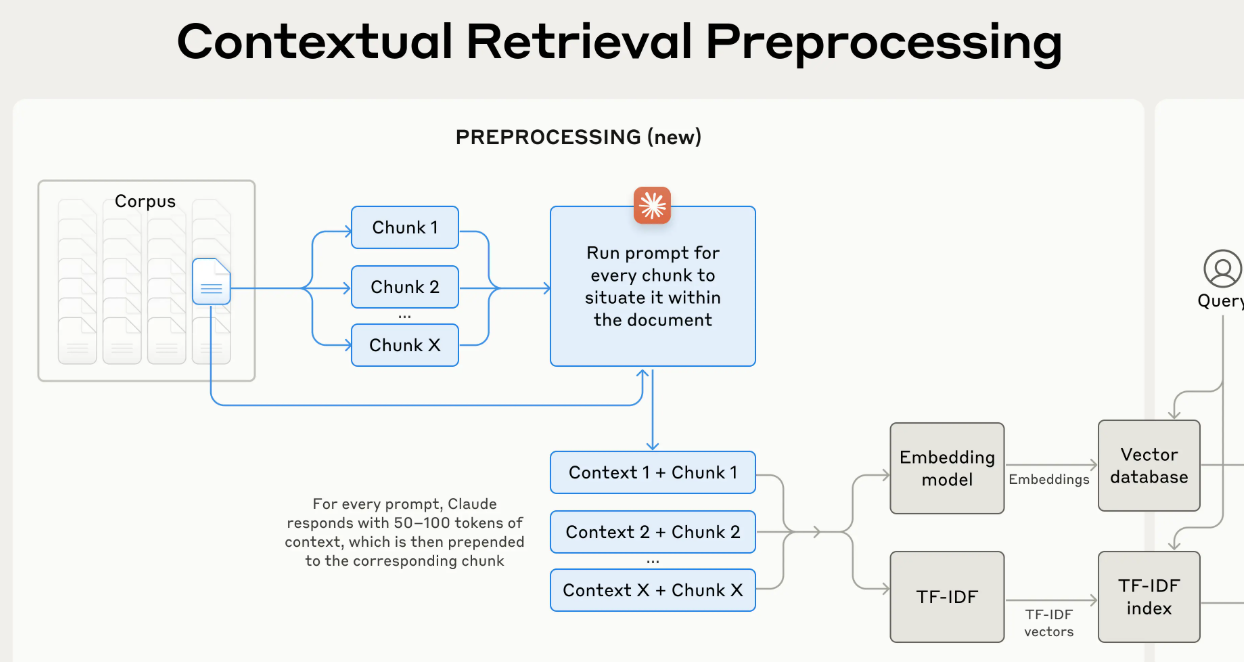 Contextual Retrieval Preprocessing
PREPROCESSING (new)
Corpus
Chunk 1
Chunk 2
...
Chunk X
Run prompt for
every chunk to
situate it within
the document
Query
For every prompt, Claude
responds with 50–100 tokens of
context, which is then prepended
to the corresponding chunk
Context 1 + Chunk 1
Context 2 + Chunk 2
...
Context X + Chunk X
Embedding
model
Embeddings
Vector
database
TF-IDF
TF-IDF
vectors
TF-IDF
index